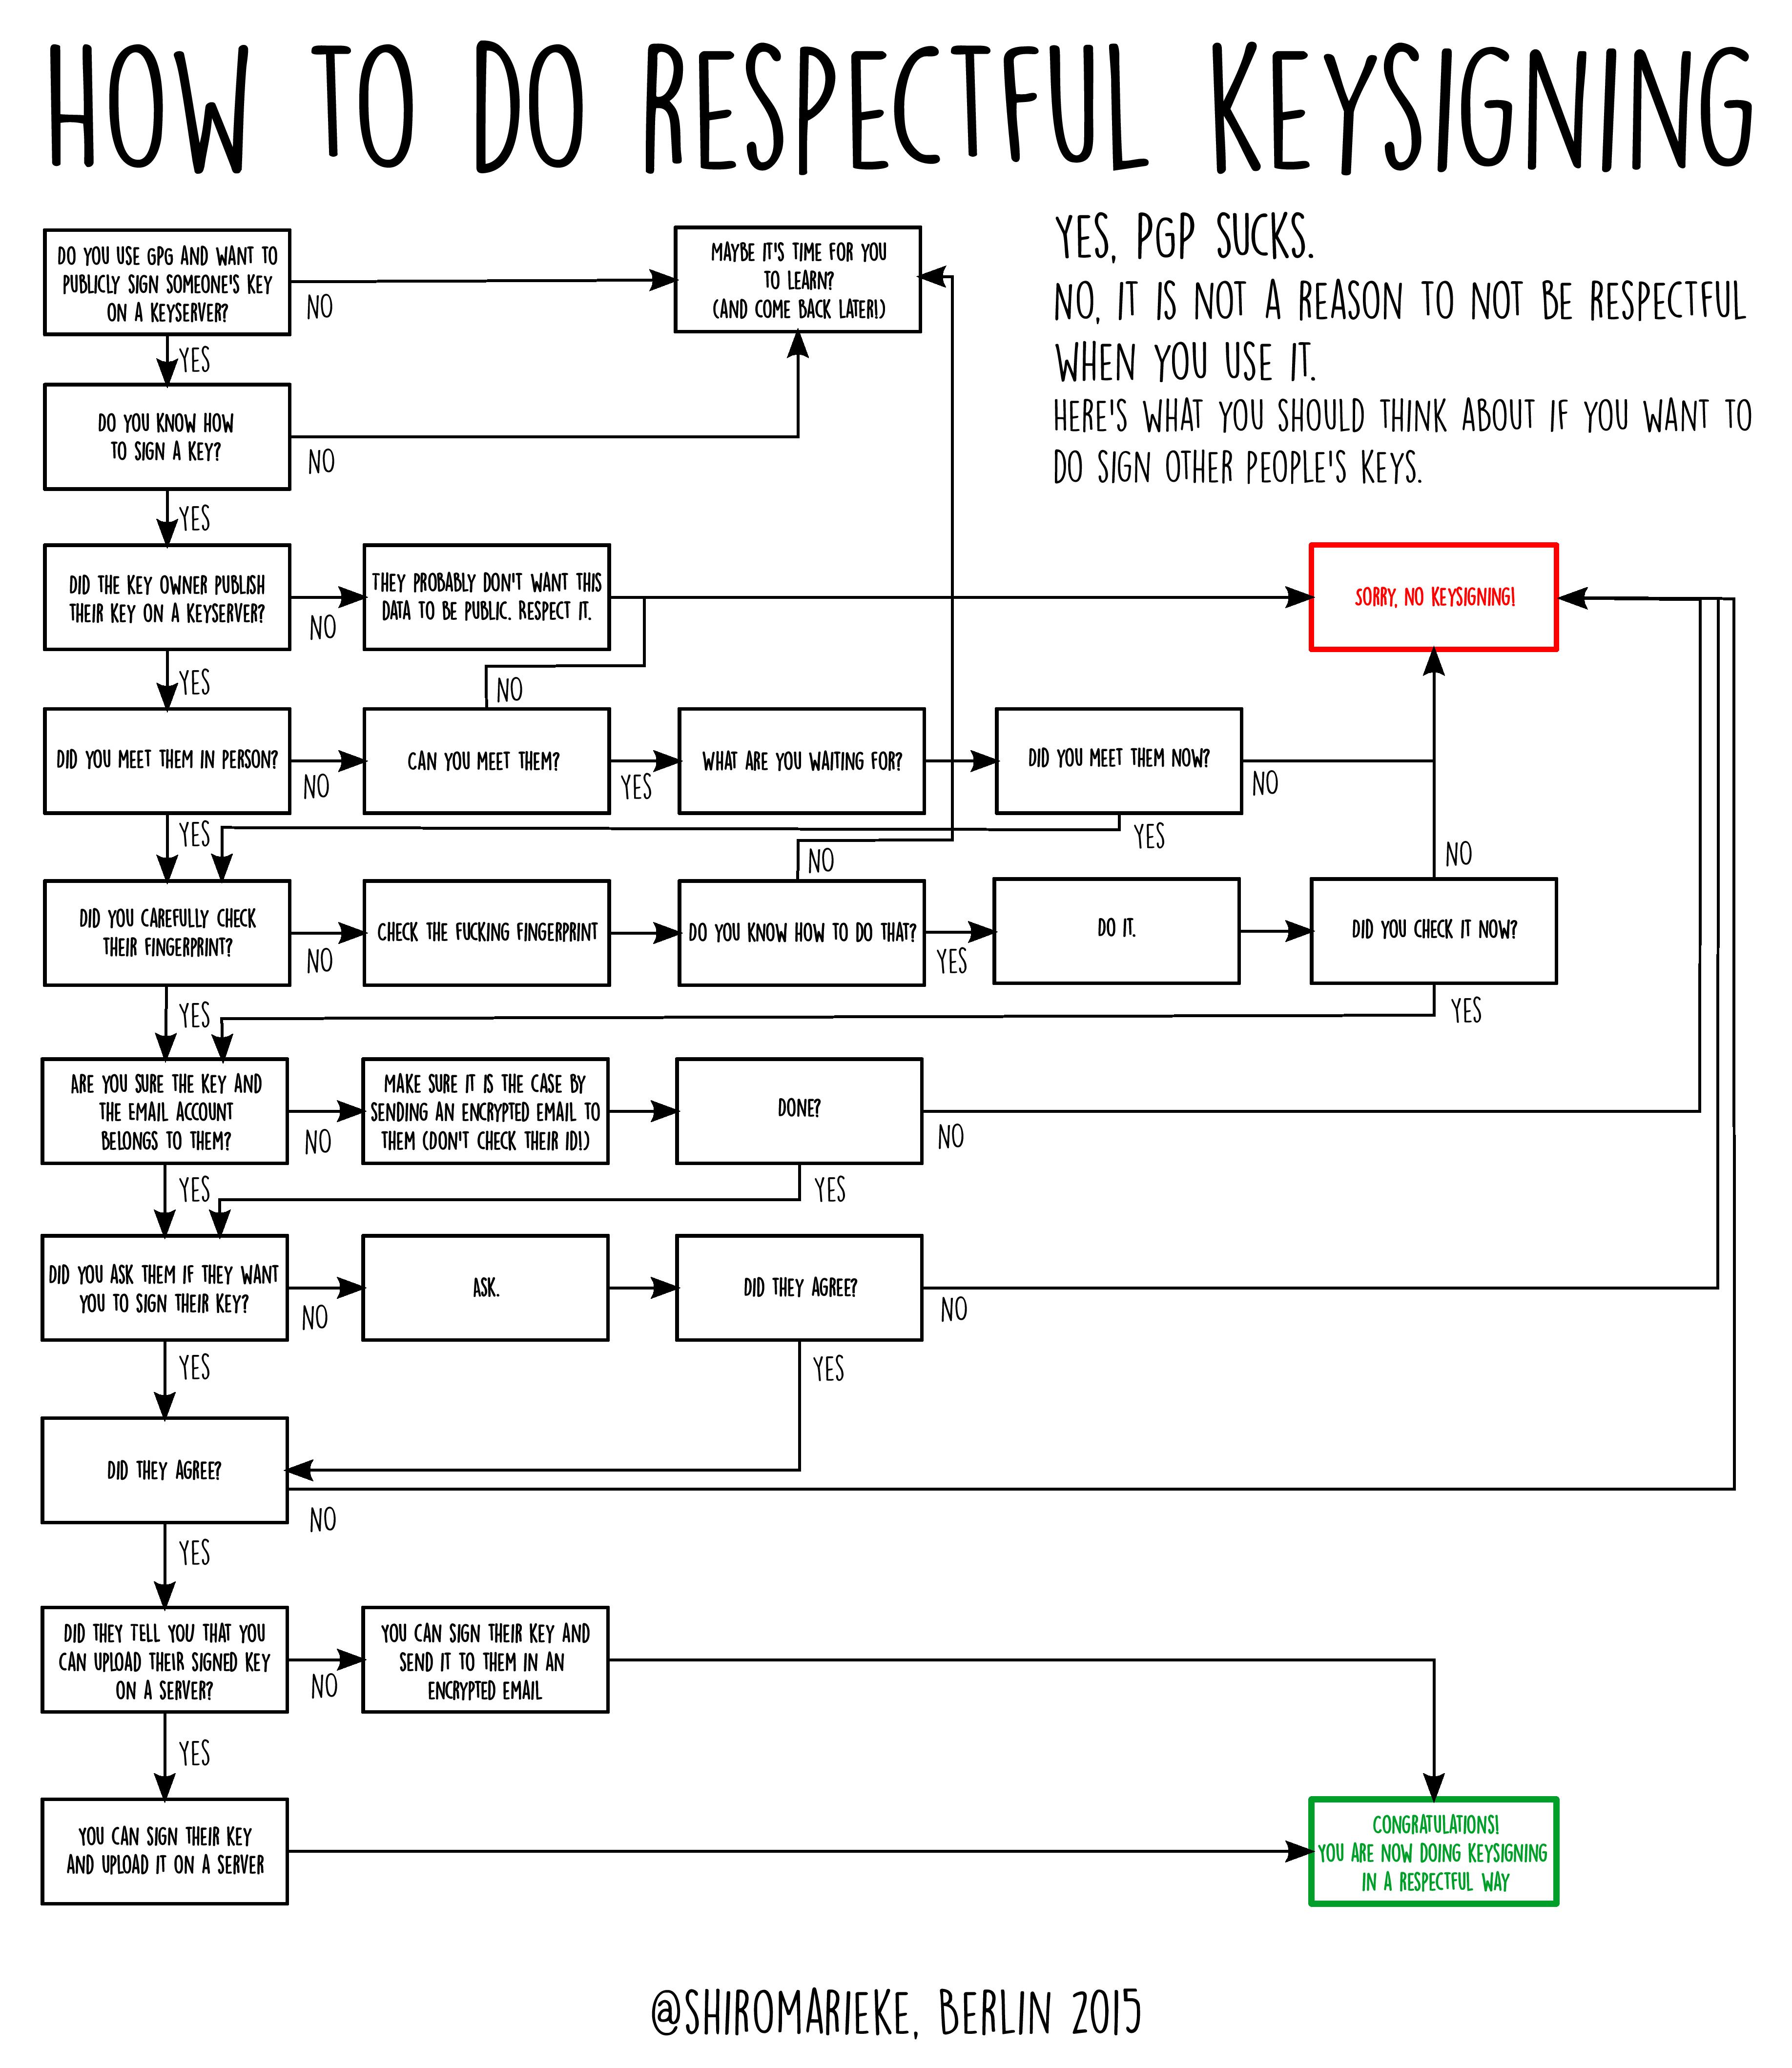 HOW TO DO RESPECTFUL KEYSIGNING
YES, PGP SUCKS.
NO, IT IS NOT A REASON TO NOT BE RESPECTFUL
WHEN YOU USE IT.
HERE'S WHAT YOU SHOULD THINK ABOUT IF YOU WANT TO
DO SIGN OTHER PEOPLE'S KEYS.
DO YOU USE GPG AND WANT TO
PUBLICLY SIGN SOMEONE'S KEY
ON A KEYSERVER?
NO
MAYBE IT'S TIME FOR YOU
TO LEARN?
(AND COME BACK LATER!)
YES
DO YOU KNOW HOW
TO SIGN A KEY?
NO
YES
DID THE KEY OWNER PUBLISH
THEIR KEY ON A KEYSERVER?
NO
THEY PROBABLY DON'T WANT THIS
DATA TO BE PUBLIC. RESPECT IT.
SORRY, NO KEYSIGNING!
YES
NO
DID YOU MEET THEM IN PERSON?
NO
CAN YOU MEET THEM?
YES
WHAT ARE YOU WAITING FOR?
DID YOU MEET THEM NOW?
NO
YES
YES
NO
NO
DID YOU CAREFULLY CHECK
THEIR FINGERPRINT?
NO
CHECK THE FUCKING FINGERPRINT
DO YOU KNOW HOW TO DO THAT?
YES
DO IT.
DID YOU CHECK IT NOW?
YES
YES
ARE YOU SURE THE KEY AND
THE EMAIL ACCOUNT
BELONGS TO THEM?
NO
MAKE SURE IT IS THE CASE BY
SENDING AN ENCRYPTED EMAIL TO
THEM (DON'T CHECK THEIR ID!)
DONE?
NO
YES
YES
DID YOU ASK THEM IF THEY WANT
YOU TO SIGN THEIR KEY?
NO
ASK.
DID THEY AGREE?
NO
YES
YES
DID THEY AGREE?
NO
YES
DID THEY TELL YOU THAT YOU
CAN UPLOAD THEIR SIGNED KEY
ON A SERVER?
NO
YOU CAN SIGN THEIR KEY AND
SEND IT TO THEM IN AN
ENCRYPTED EMAIL
YES
YOU CAN SIGN THEIR KEY
AND UPLOAD IT ON A SERVER
CONGRATULATIONS!
YOU ARE NOW DOING KEYSIGNING
IN A RESPECTFUL WAY
@SHIROMARIEKE, BERLIN 2015